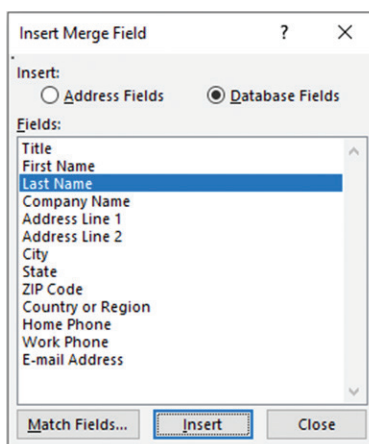 Insert Merge Field ? ×
Insert:
Address Fields Database Fields
Fields:
Title
First Name
Last Name
Company Name
Address Line 1
Address Line 2
City
State
ZIP Code
Country or Region
Home Phone
Work Phone
E-mail Address
Match Fields... Insert Close